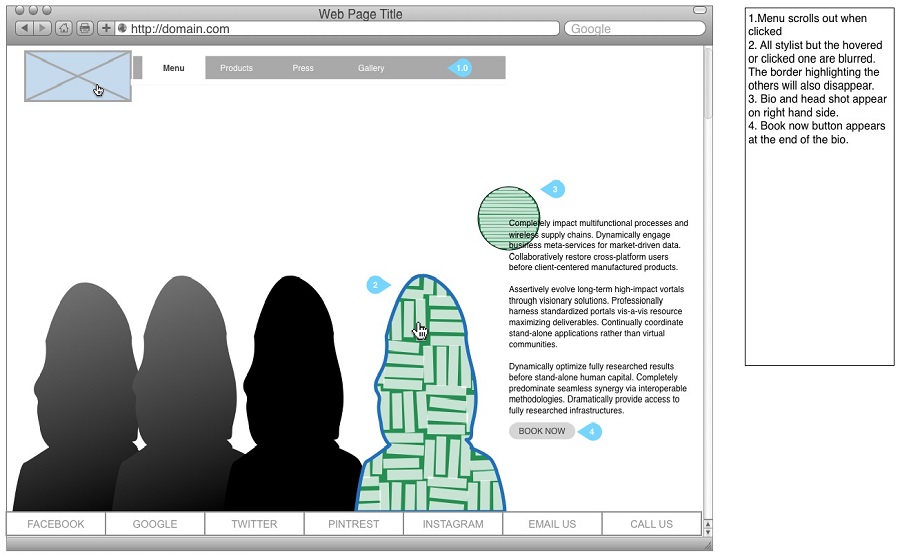 Web Page Title
http://domain.com
Google
Menu
Products
Press
Gallery
1.0
3
Completely impact multifunctional processes and
wireless supply chains. Dynamically engage
business meta-services for market-driven data.
Collaboratively restore cross-platform users
before client-centered manufactured products.
2
Assertively evolve long-term high-impact vortals
through visionary solutions. Professionally
harness standardized portals vis-a-vis resource
maximizing deliverables. Continually coordinate
stand-alone applications rather than virtual
communities.
Dynamically optimize fully researched results
before stand-alone human capital. Completely
predominate seamless synergy via interoperable
methodologies. Dramatically provide access to
fully researched infrastructures.
BOOK NOW
4
FACEBOOK
GOOGLE
TWITTER
PINTREST
INSTAGRAM
EMAIL US
CALL US
1.Menu scrolls out when
clicked
2. All stylist but the hovered
or clicked one are blurred.
The border highlighting the
others will also disappear.
3. Bio and head shot appear
on right hand side.
4. Book now button appears
at the end of the bio.